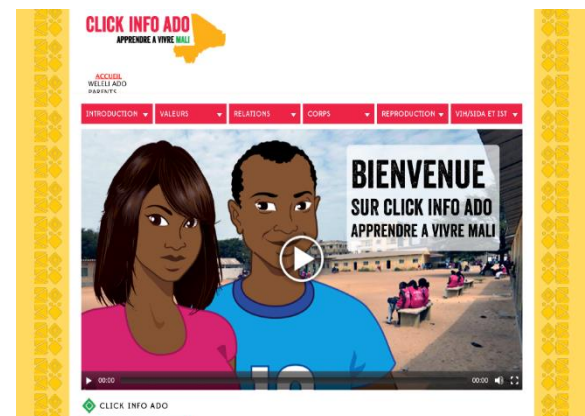 CLICK INFO ADO
APPRENDRE A VIVRE MALI
ACCUEIL
WELELI ADO
PARENTS
INTRODUCTION VALEURS RELATIONS CORPS REPRODUCTION VIH/SIDA ET IST
BIENVENUE
SUR CLICK INFO ADO
APPRENDRE A VIVRE MALI
10
00:00 00:00
CLICK INFO ADO